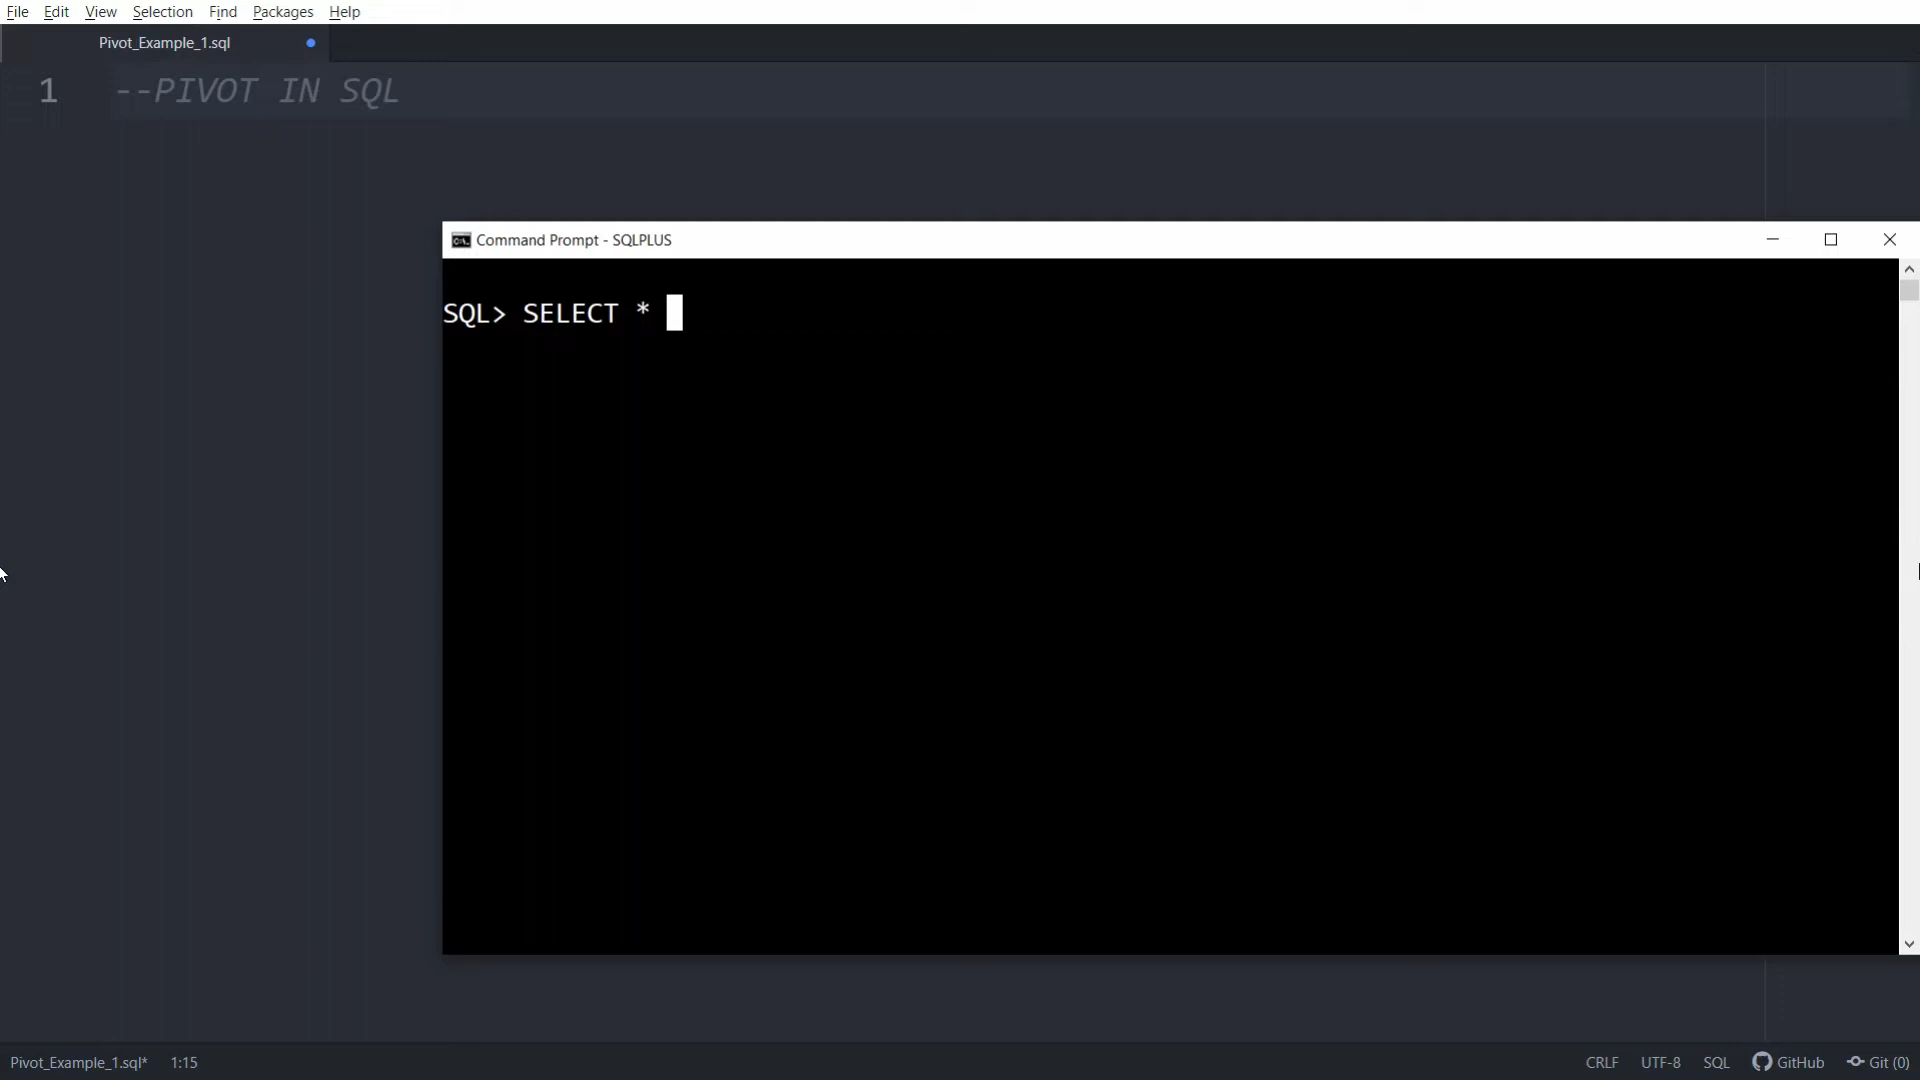 File Edit View Selection Find Packages Help
Pivot_Example_1.sql
1 --PIVOT IN SQL
Command Prompt - SQLPLUS
SQL> SELECT *
Pivot_Example_1.sql* 1:15 CRLF UTF-8 SQL GitHub Git (0)